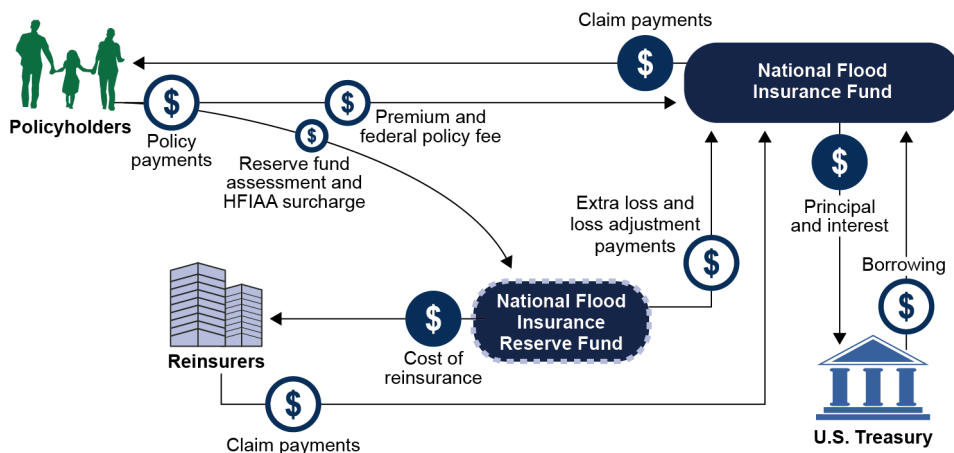 Claim payments
$
National Flood
Insurance Fund
Policyholders
$
Policy
payments
$
Premium and
federal policy fee
$
Reserve fund
assessment and
HFIAA surcharge
$
Principal
and interest
Extra loss and
loss adjustment
payments
$
Borrowing
$
National Flood
Insurance
Reserve Fund
$
Cost of
reinsurance
Reinsurers
$
Claim payments
U.S. Treasury